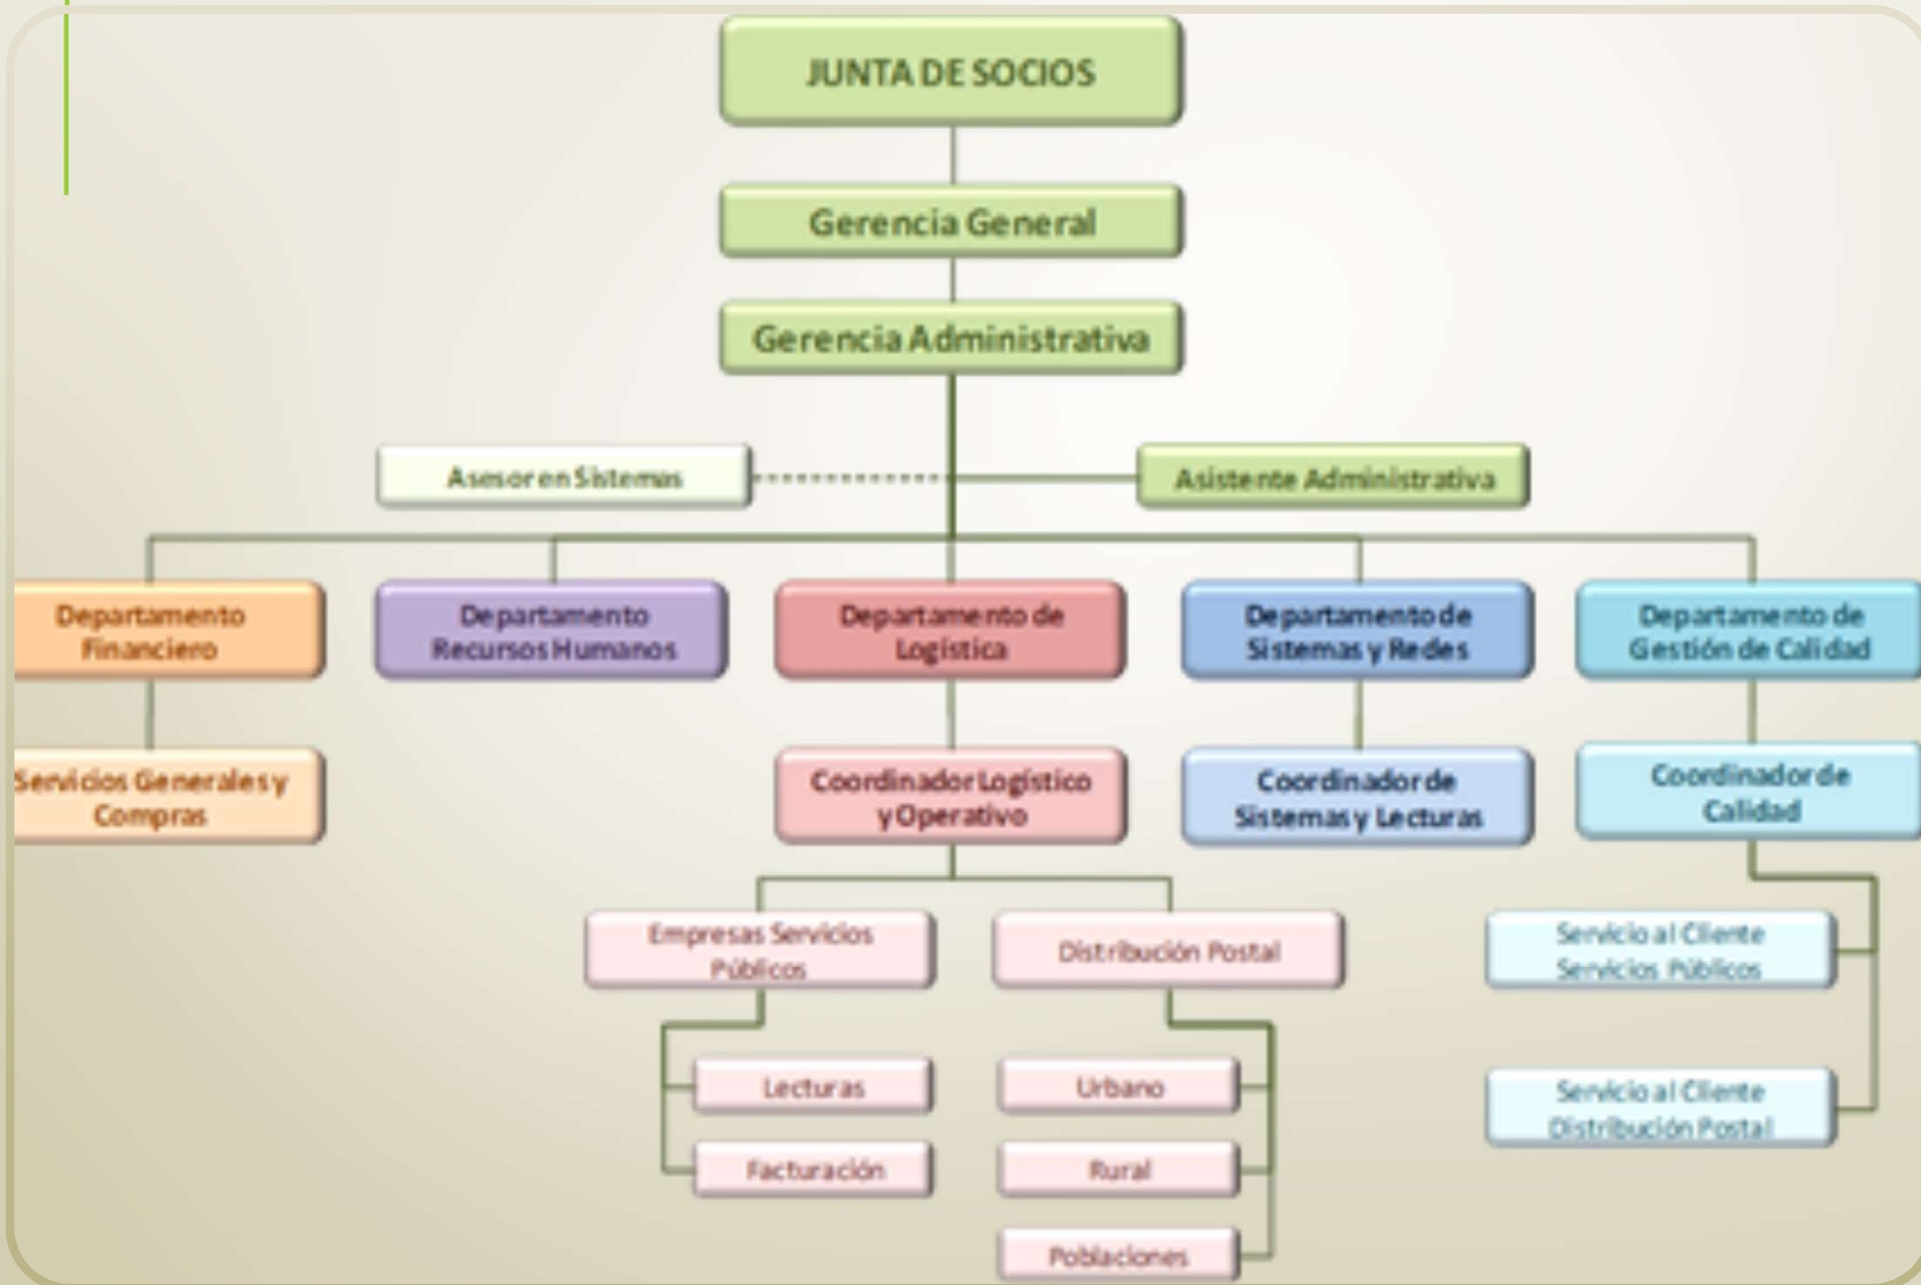 JUNTA DE SOCIOS
Gerencia General
Gerencia Administrativa
Asesor en Sistemas
Asistente Administrativa
Departamento
Financiero
Departamento
Recursos Humanos
Departamento de
Logística
Departamento de
Sistemas y Redes
Departamento de
Gestión de Calidad
Servicios Generales y
Compras
Coordinador Logístico
y Operativo
Coordinador de
Sistemas y Lecturas
Coordinador de
Calidad
Empresas Servicios
Públicos
Distribución Postal
Servicio al Cliente
Servicios Públicos
Lecturas
Facturación
Urbano
Rural
Poblaciones
Servicio al Cliente
Distribución Postal